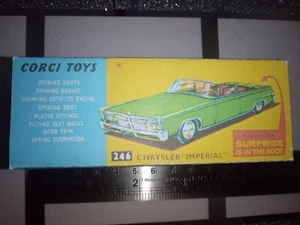 CORGI TOYS
OPENING DOORS
OPENING BONNET
SHOWING DETAILED ENGINE
OPENING BOOT
PLATED FITTINGS
TILTING SEAT BACKS
DOOR TRIM
SPRING SUSPENSION
SURPRISE
IS IN THE BOOT!
246 CHRYSLER "IMPERIAL"